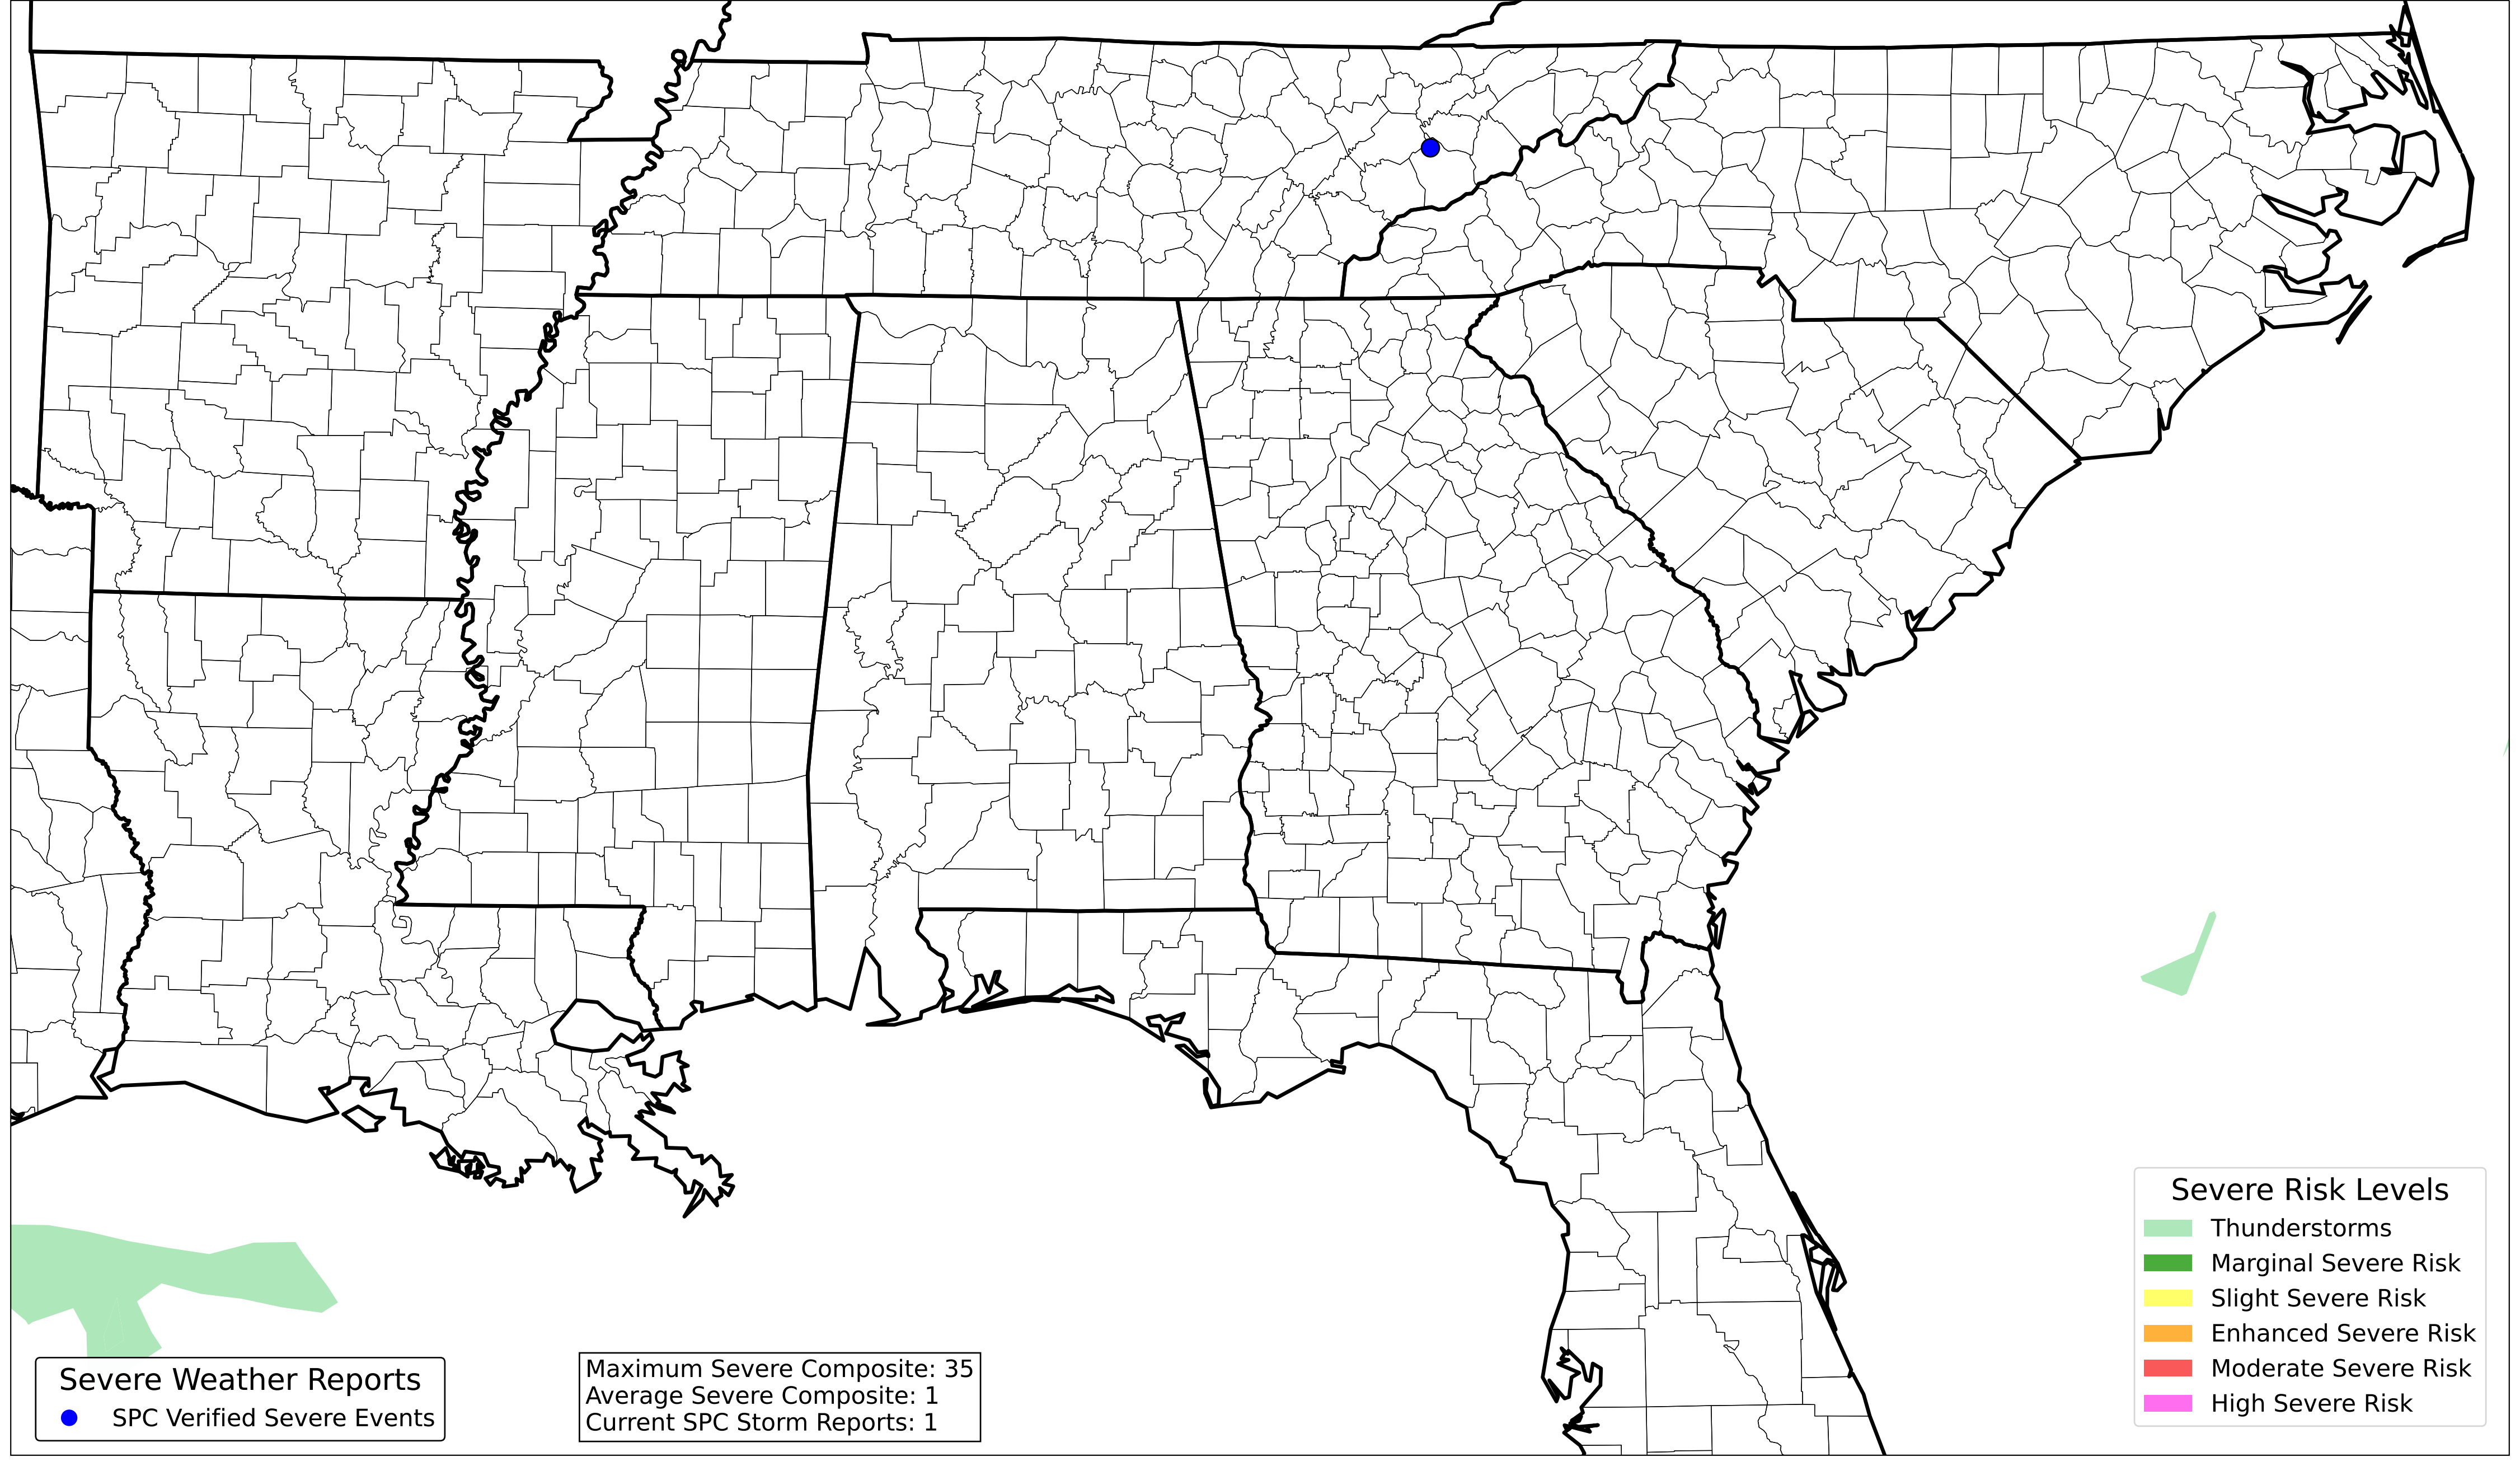 Severe Weather Reports
SPC Verified Severe Events
Maximum Severe Composite: 35
Average Severe Composite: 1
Current SPC Storm Reports: 1
Severe Risk Levels
Thunderstorms
Marginal Severe Risk
Slight Severe Risk
Enhanced Severe Risk
Moderate Severe Risk
High Severe Risk